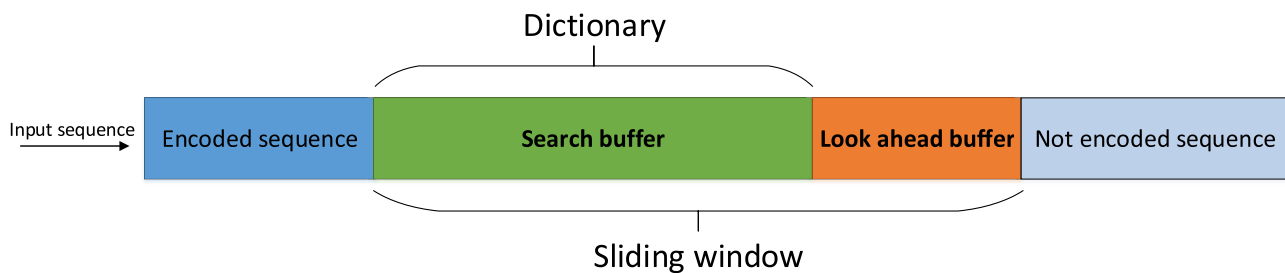 Dictionary
Input sequence
Encoded sequence
Search buffer
Look ahead buffer
Not encoded sequence
Sliding window